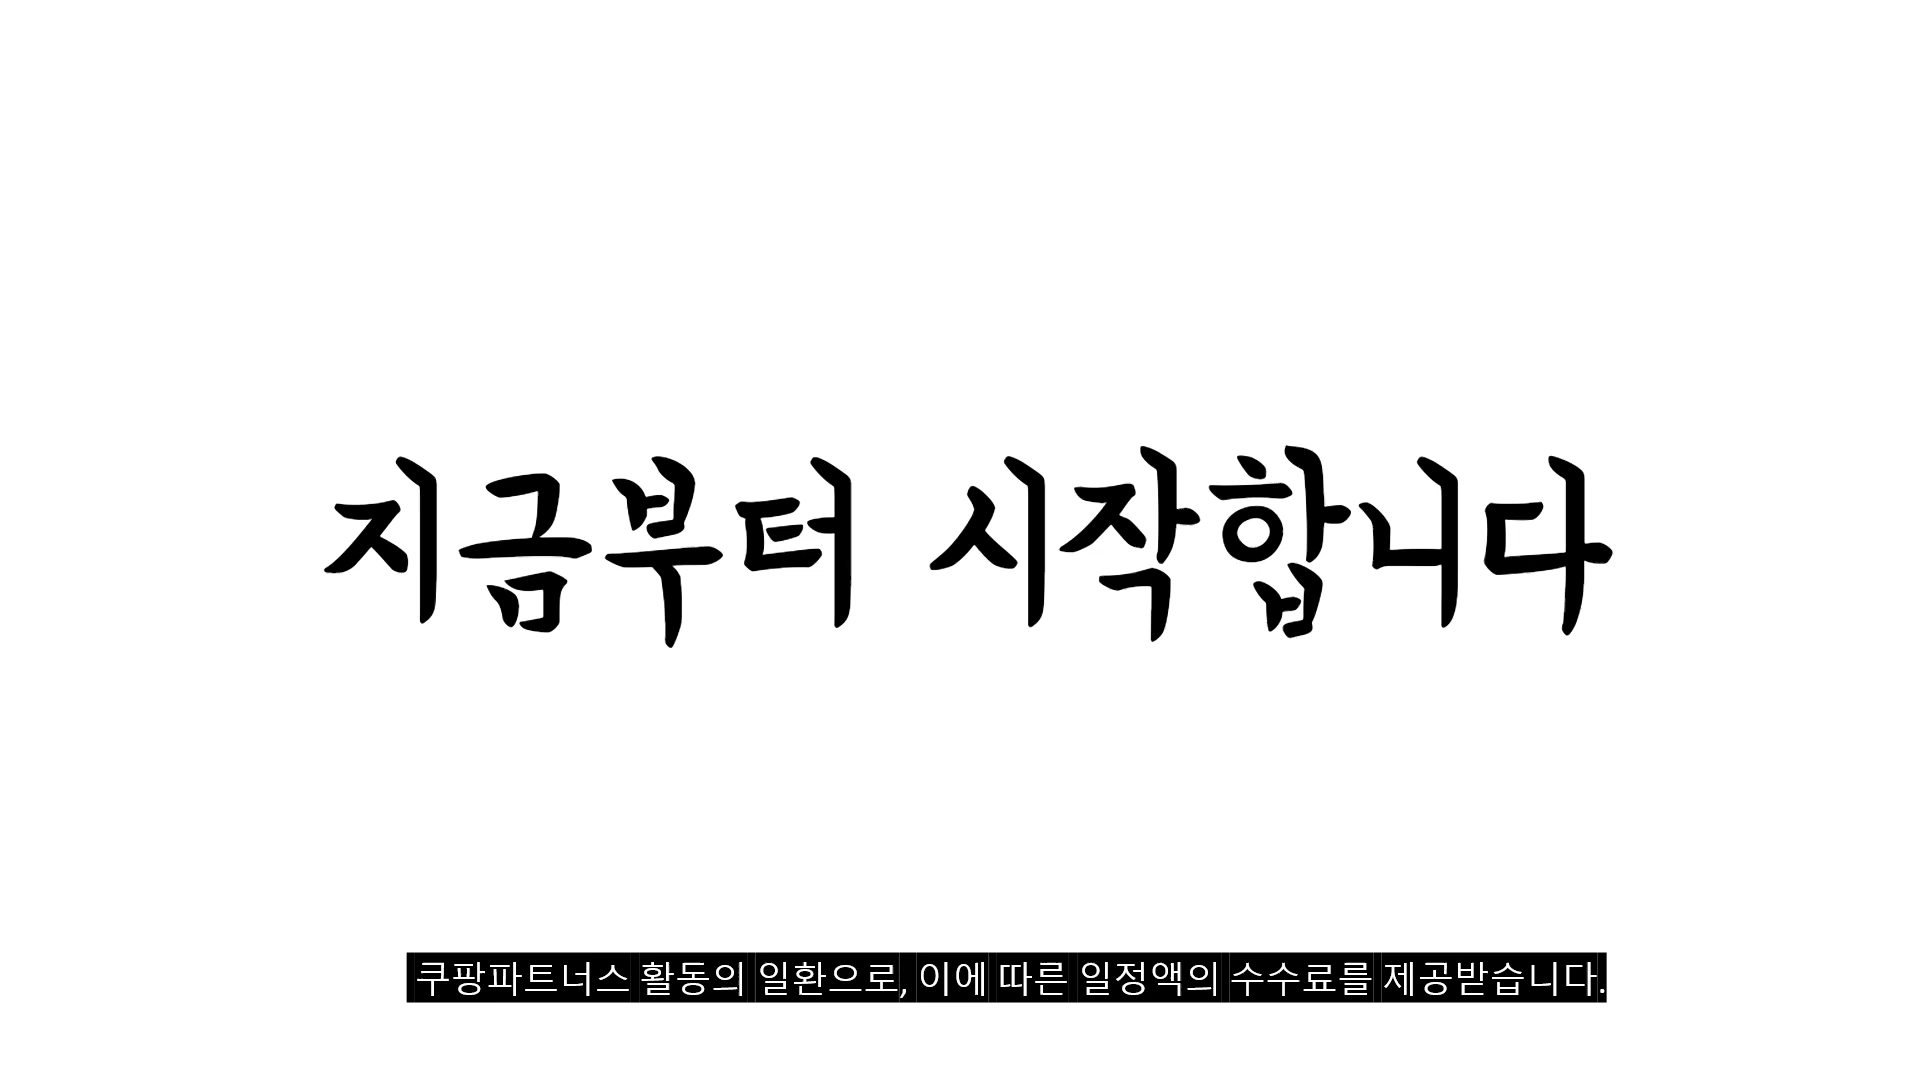 지금부터 시작합니다
쿠팡파트너스 활동의 일환으로, 이에 따른 일정액의 수수료를 제공받습니다.